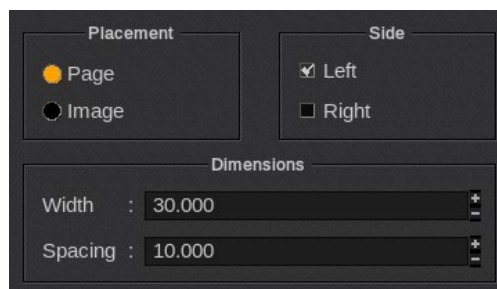 Placement
Page
Image
Side
Left
Right
Dimensions
Width : 30.000
Spacing : 10.000